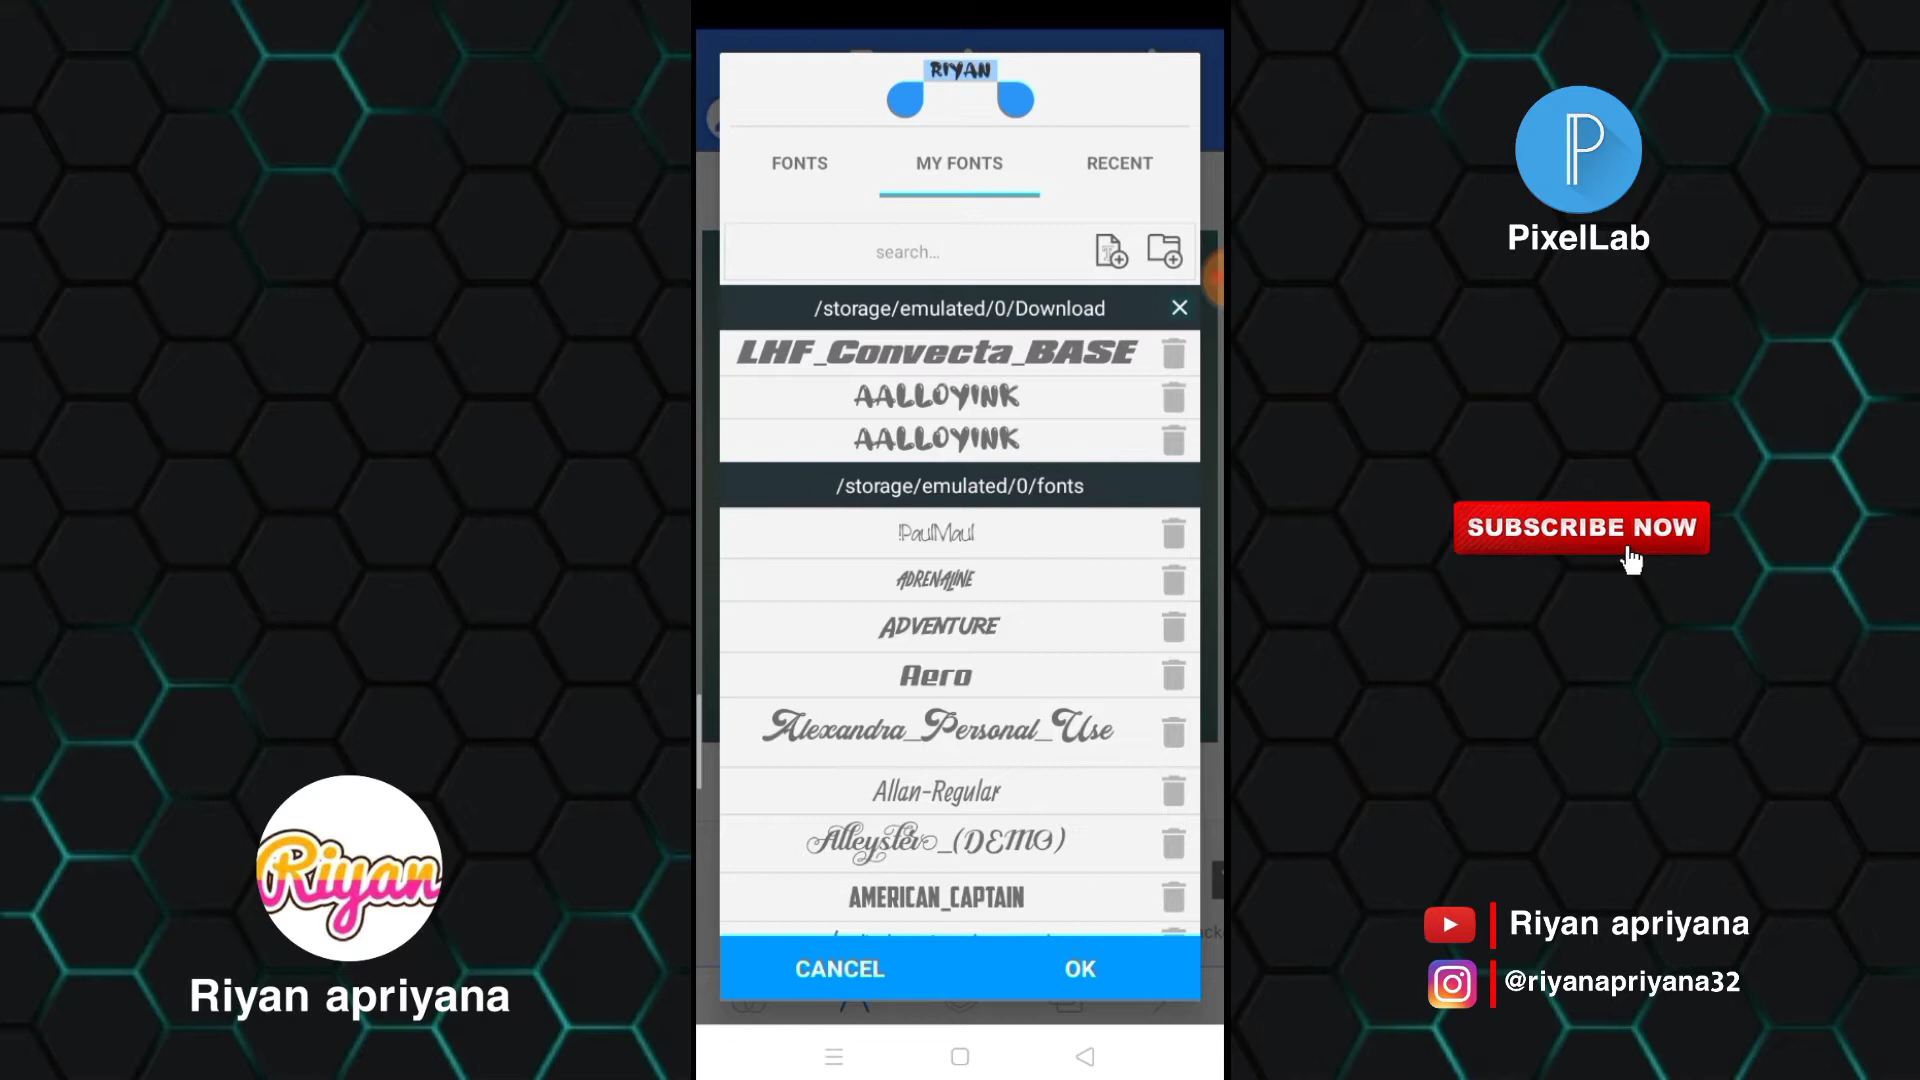 RIYAN
FONTS
MY FONTS
RECENT
search...
/storage/emulated/0/Download
LHF_Convecta_BASE
AALLOYINK
AALLOYINK
/storage/emulated/0/fonts
!PaulMaul
ADRENALINE
ADVENTURE
Aero
Alexandra_Personal_Use
Allan-Regular
Alleyster_(DEMO)
AMERICAN_CAPTAIN
CANCEL
OK
P
PixelLab
SUBSCRIBE NOW
Riyan
Riyan apriyana
Riyan apriyana
@riyanapriyana32